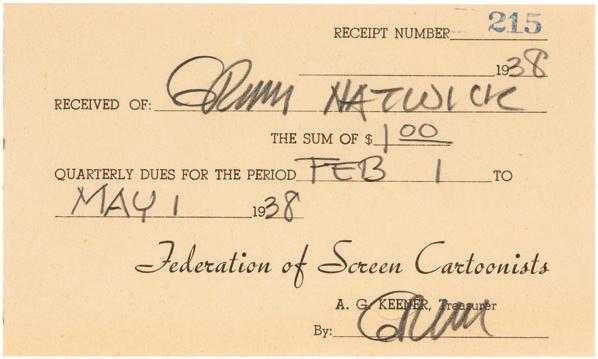 RECEIPT NUMBER 215
1938
RECEIVED OF: GRim NATWICK
THE SUM OF $ 1 00
QUARTERLY DUES FOR THE PERIOD FEB 1 TO
MAY 1 1938
Federation of Screen Cartoonists
A. G. KEENER, Treasurer
By: